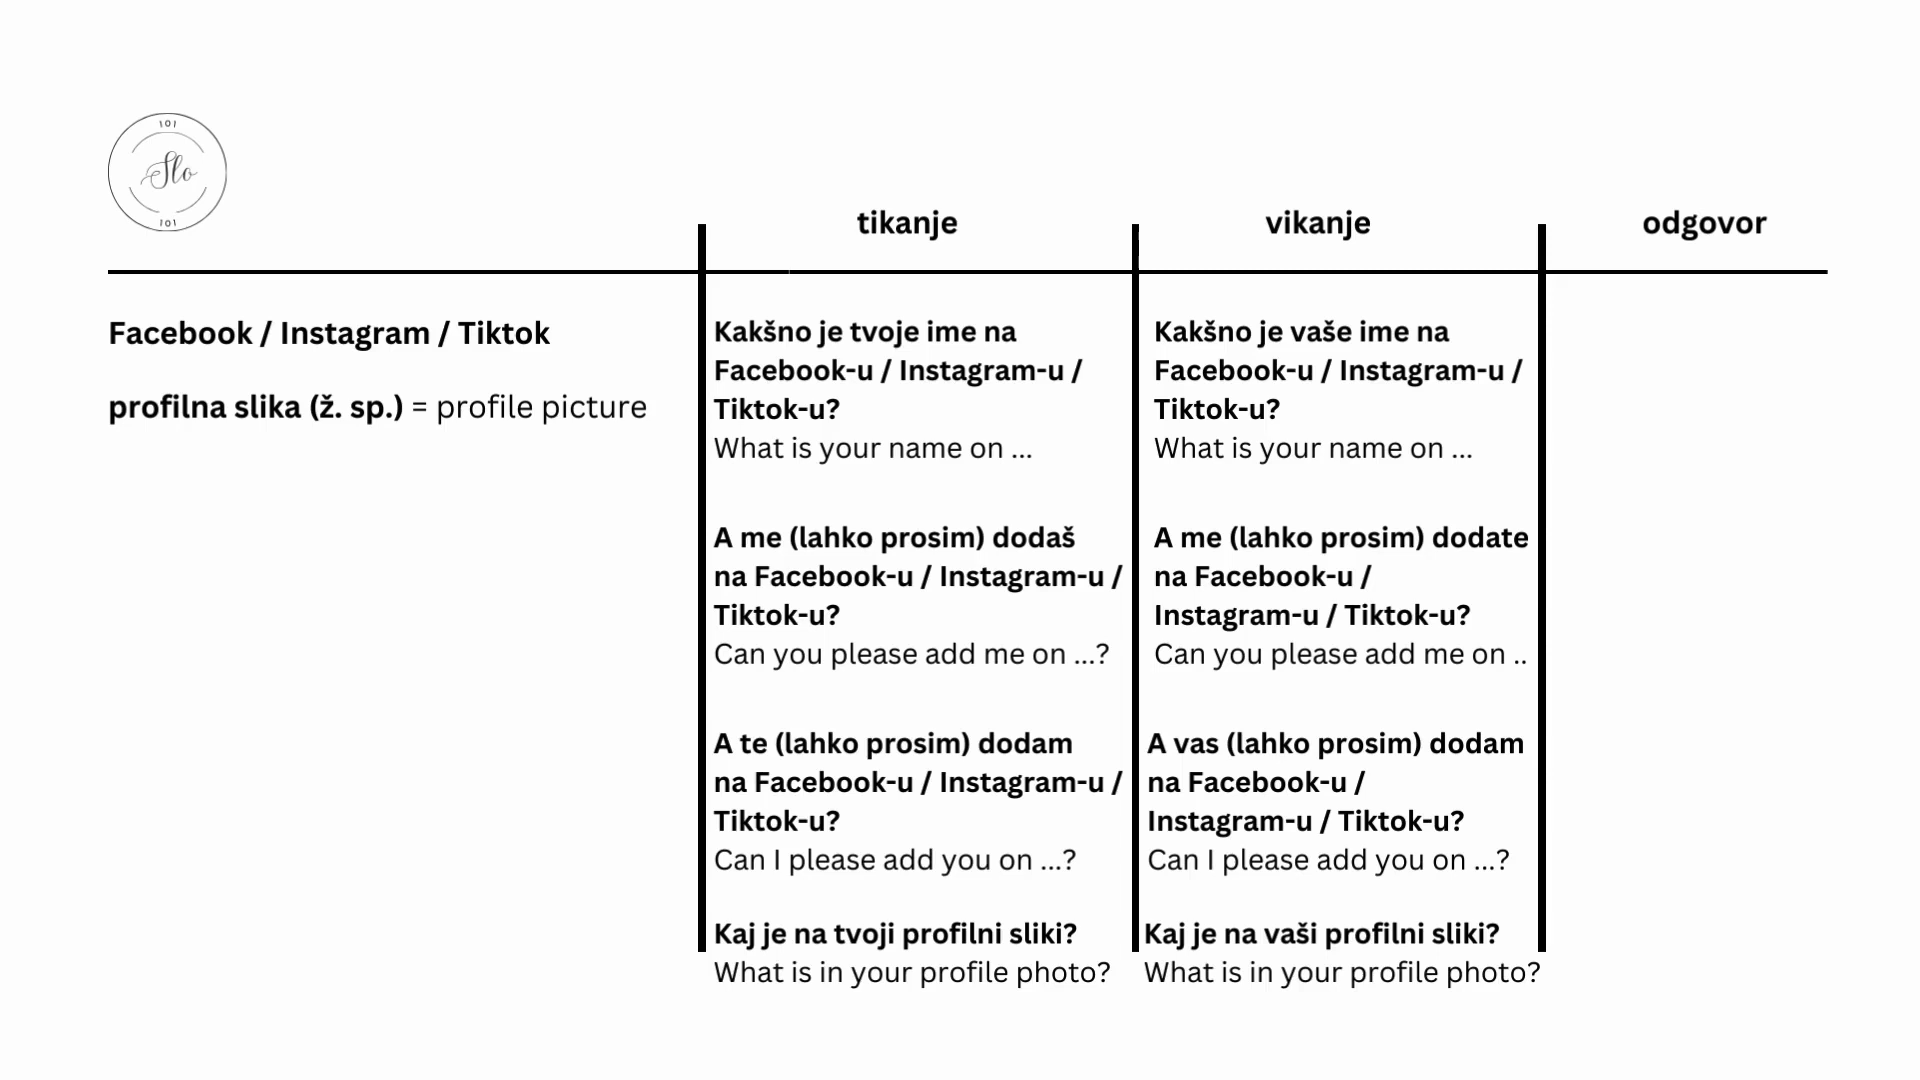 101
Slo
101
tikanje
vikanje
odgovor
Facebook / Instagram / Tiktok
profilna slika (ž. sp.) = profile picture
Kakšno je tvoje ime na
Facebook-u / Instagram-u /
Tiktok-u?
What is your name on ...
A me (lahko prosim) dodaš
na Facebook-u / Instagram-u /
Tiktok-u?
Can you please add me on ...?
A te (lahko prosim) dodam
na Facebook-u / Instagram-u /
Tiktok-u?
Can I please add you on ...?
Kaj je na tvoji profilni sliki?
What is in your profile photo?
Kakšno je vaše ime na
Facebook-u / Instagram-u /
Tiktok-u?
What is your name on ...
A me (lahko prosim) dodate
na Facebook-u /
Instagram-u / Tiktok-u?
Can you please add me on ..
A vas (lahko prosim) dodam
na Facebook-u /
Instagram-u / Tiktok-u?
Can I please add you on ...?
Kaj je na vaši profilni sliki?
What is in your profile photo?